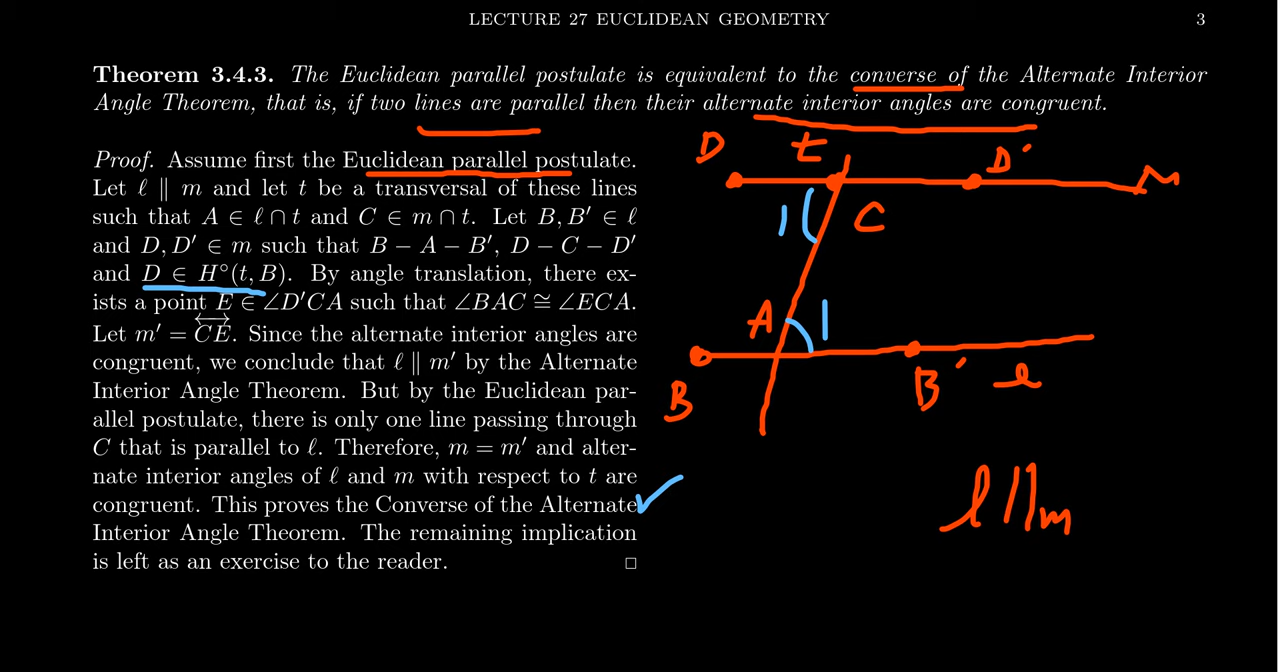 LECTURE 27 EUCLIDEAN GEOMETRY 3
Theorem 3.4.3. The Euclidean parallel postulate is equivalent to the converse of the Alternate Interior
Angle Theorem, that is, if two lines are parallel then their alternate interior angles are congruent.
Proof. Assume first the Euclidean parallel postulate.
Let ℓ ∥ m and let t be a transversal of these lines
such that A ∈ ℓ ∩ t and C ∈ m ∩ t. Let B, B′ ∈ ℓ
and D, D′ ∈ m such that B − A − B′, D − C − D′
and D ∈ H°(t, B). By angle translation, there ex-
ists a point E ∈ ∠D′CA such that ∠BAC ≅ ∠ECA.
Let m′ = \overleftrightarrow{CE}. Since the alternate interior angles are
congruent, we conclude that ℓ ∥ m′ by the Alternate
Interior Angle Theorem. But by the Euclidean par-
allel postulate, there is only one line passing through
C that is parallel to ℓ. Therefore, m = m′ and alter-
nate interior angles of ℓ and m with respect to t are
congruent. This proves the Converse of the Alternate
Interior Angle Theorem. The remaining implication
is left as an exercise to the reader. □
D t D′
M
C
A
B B′ l
l ∥ m